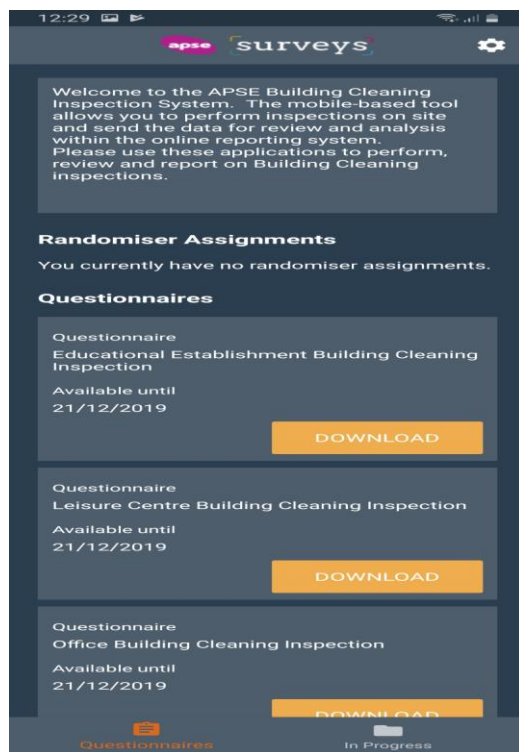 12:29
apse surveys
Welcome to the APSE Building Cleaning
Inspection System. The mobile-based tool
allows you to perform inspections on site
and send the data for review and analysis
within the online reporting system.
Please use these applications to perform,
review and report on Building Cleaning
inspections.
Randomiser Assignments
You currently have no randomiser assignments.
Questionnaires
Questionnaire
Educational Establishment Building Cleaning
Inspection
Available until
21/12/2019
DOWNLOAD
Questionnaire
Leisure Centre Building Cleaning Inspection
Available until
21/12/2019
DOWNLOAD
Questionnaire
Office Building Cleaning Inspection
Available until
21/12/2019
DOWNLOAD
Questionnaires
In Progress